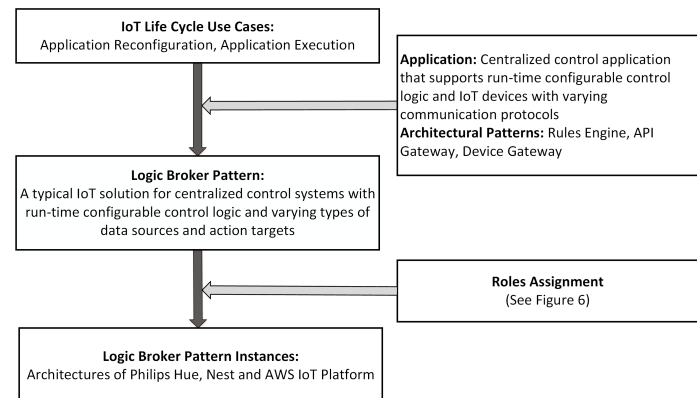 IoT Life Cycle Use Cases:
Application Reconfiguration, Application Execution
Application: Centralized control application
that supports run-time configurable control
logic and IoT devices with varying
communication protocols
Architectural Patterns: Rules Engine, API
Gateway, Device Gateway
Logic Broker Pattern:
A typical IoT solution for centralized control systems with
run-time configurable control logic and varying types of
data sources and action targets
Roles Assignment
(See Figure 6)
Logic Broker Pattern Instances:
Architectures of Philips Hue, Nest and AWS IoT Platform